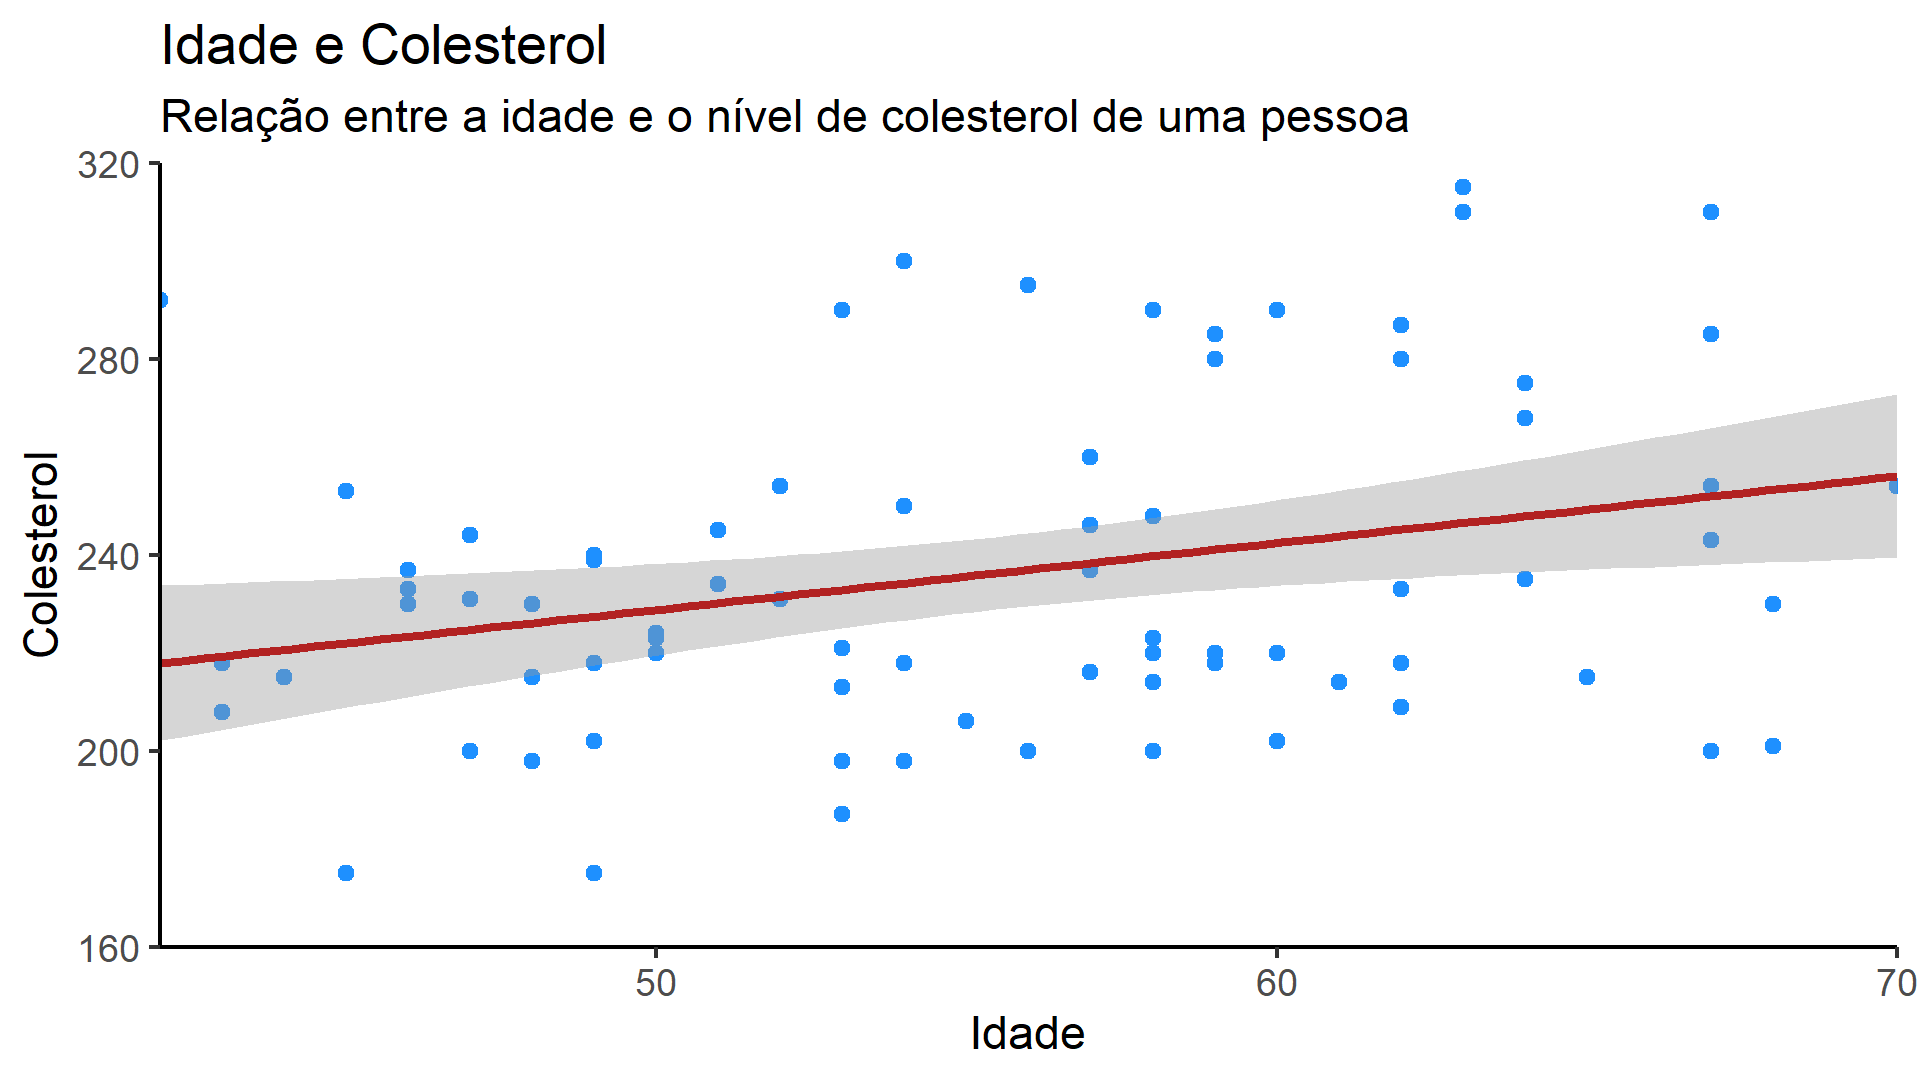 Idade e Colesterol
Relação entre a idade e o nível de colesterol de uma pessoa
320
280
240
200
160
Colesterol
50 60 70
Idade